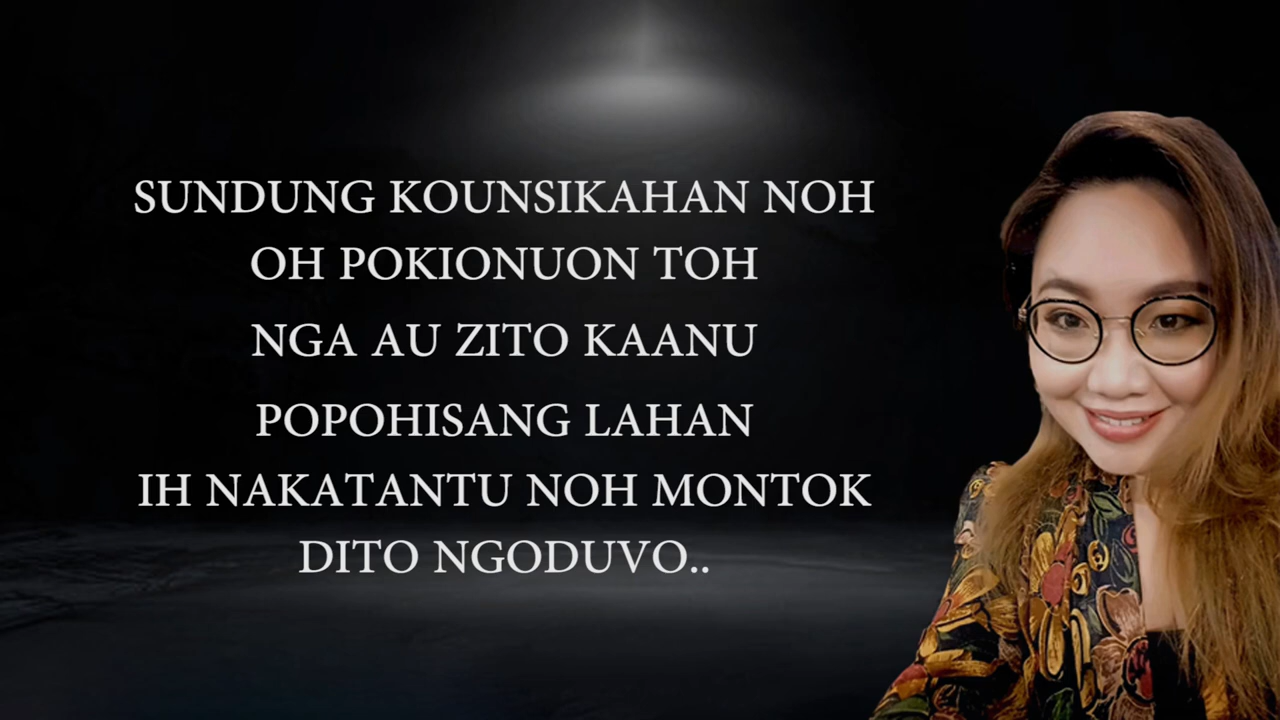 SUNDUNG KOUNSIKAHAN NOH
OH POKIONUON TOH
NGA AU ZITO KAANU
POPOHISANG LAHAN
IH NAKATANTU NOH MONTOK
DITO NGODUVO..